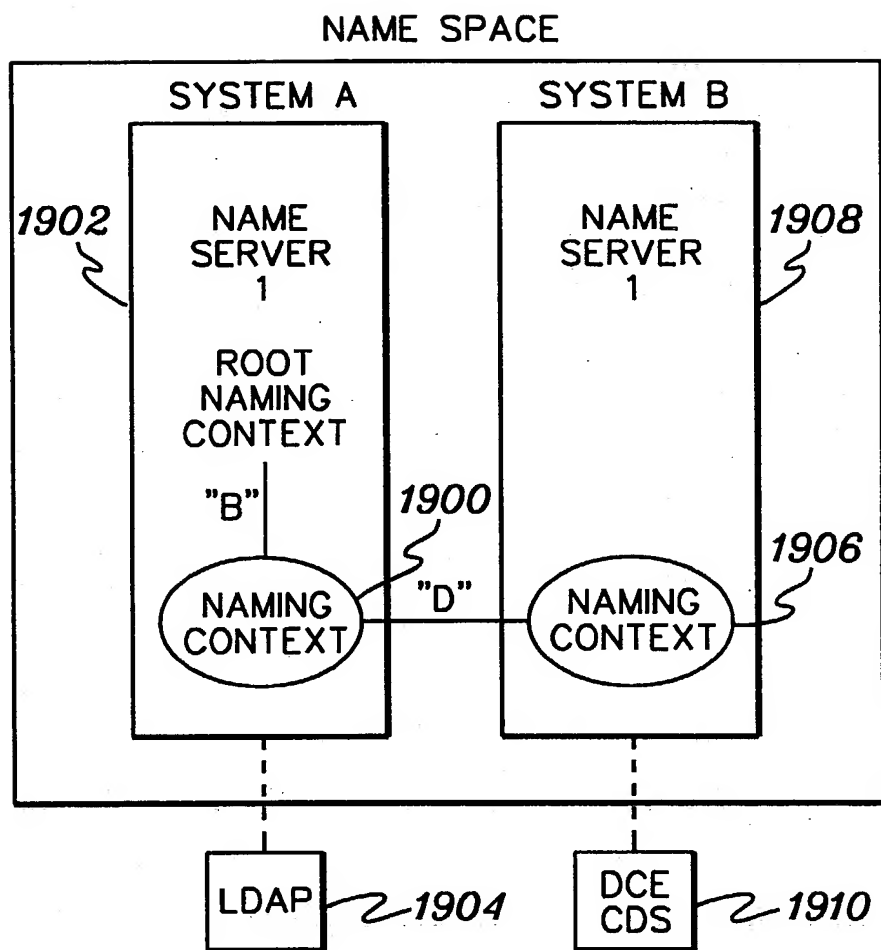 NAME SPACE
SYSTEM A
SYSTEM B
1902
NAME
SERVER
1
NAME
SERVER
1
1908
ROOT
NAMING
CONTEXT
"B"
1900
1906
NAMING
CONTEXT
"D"
NAMING
CONTEXT
LDAP
1904
DCE
CDS
1910